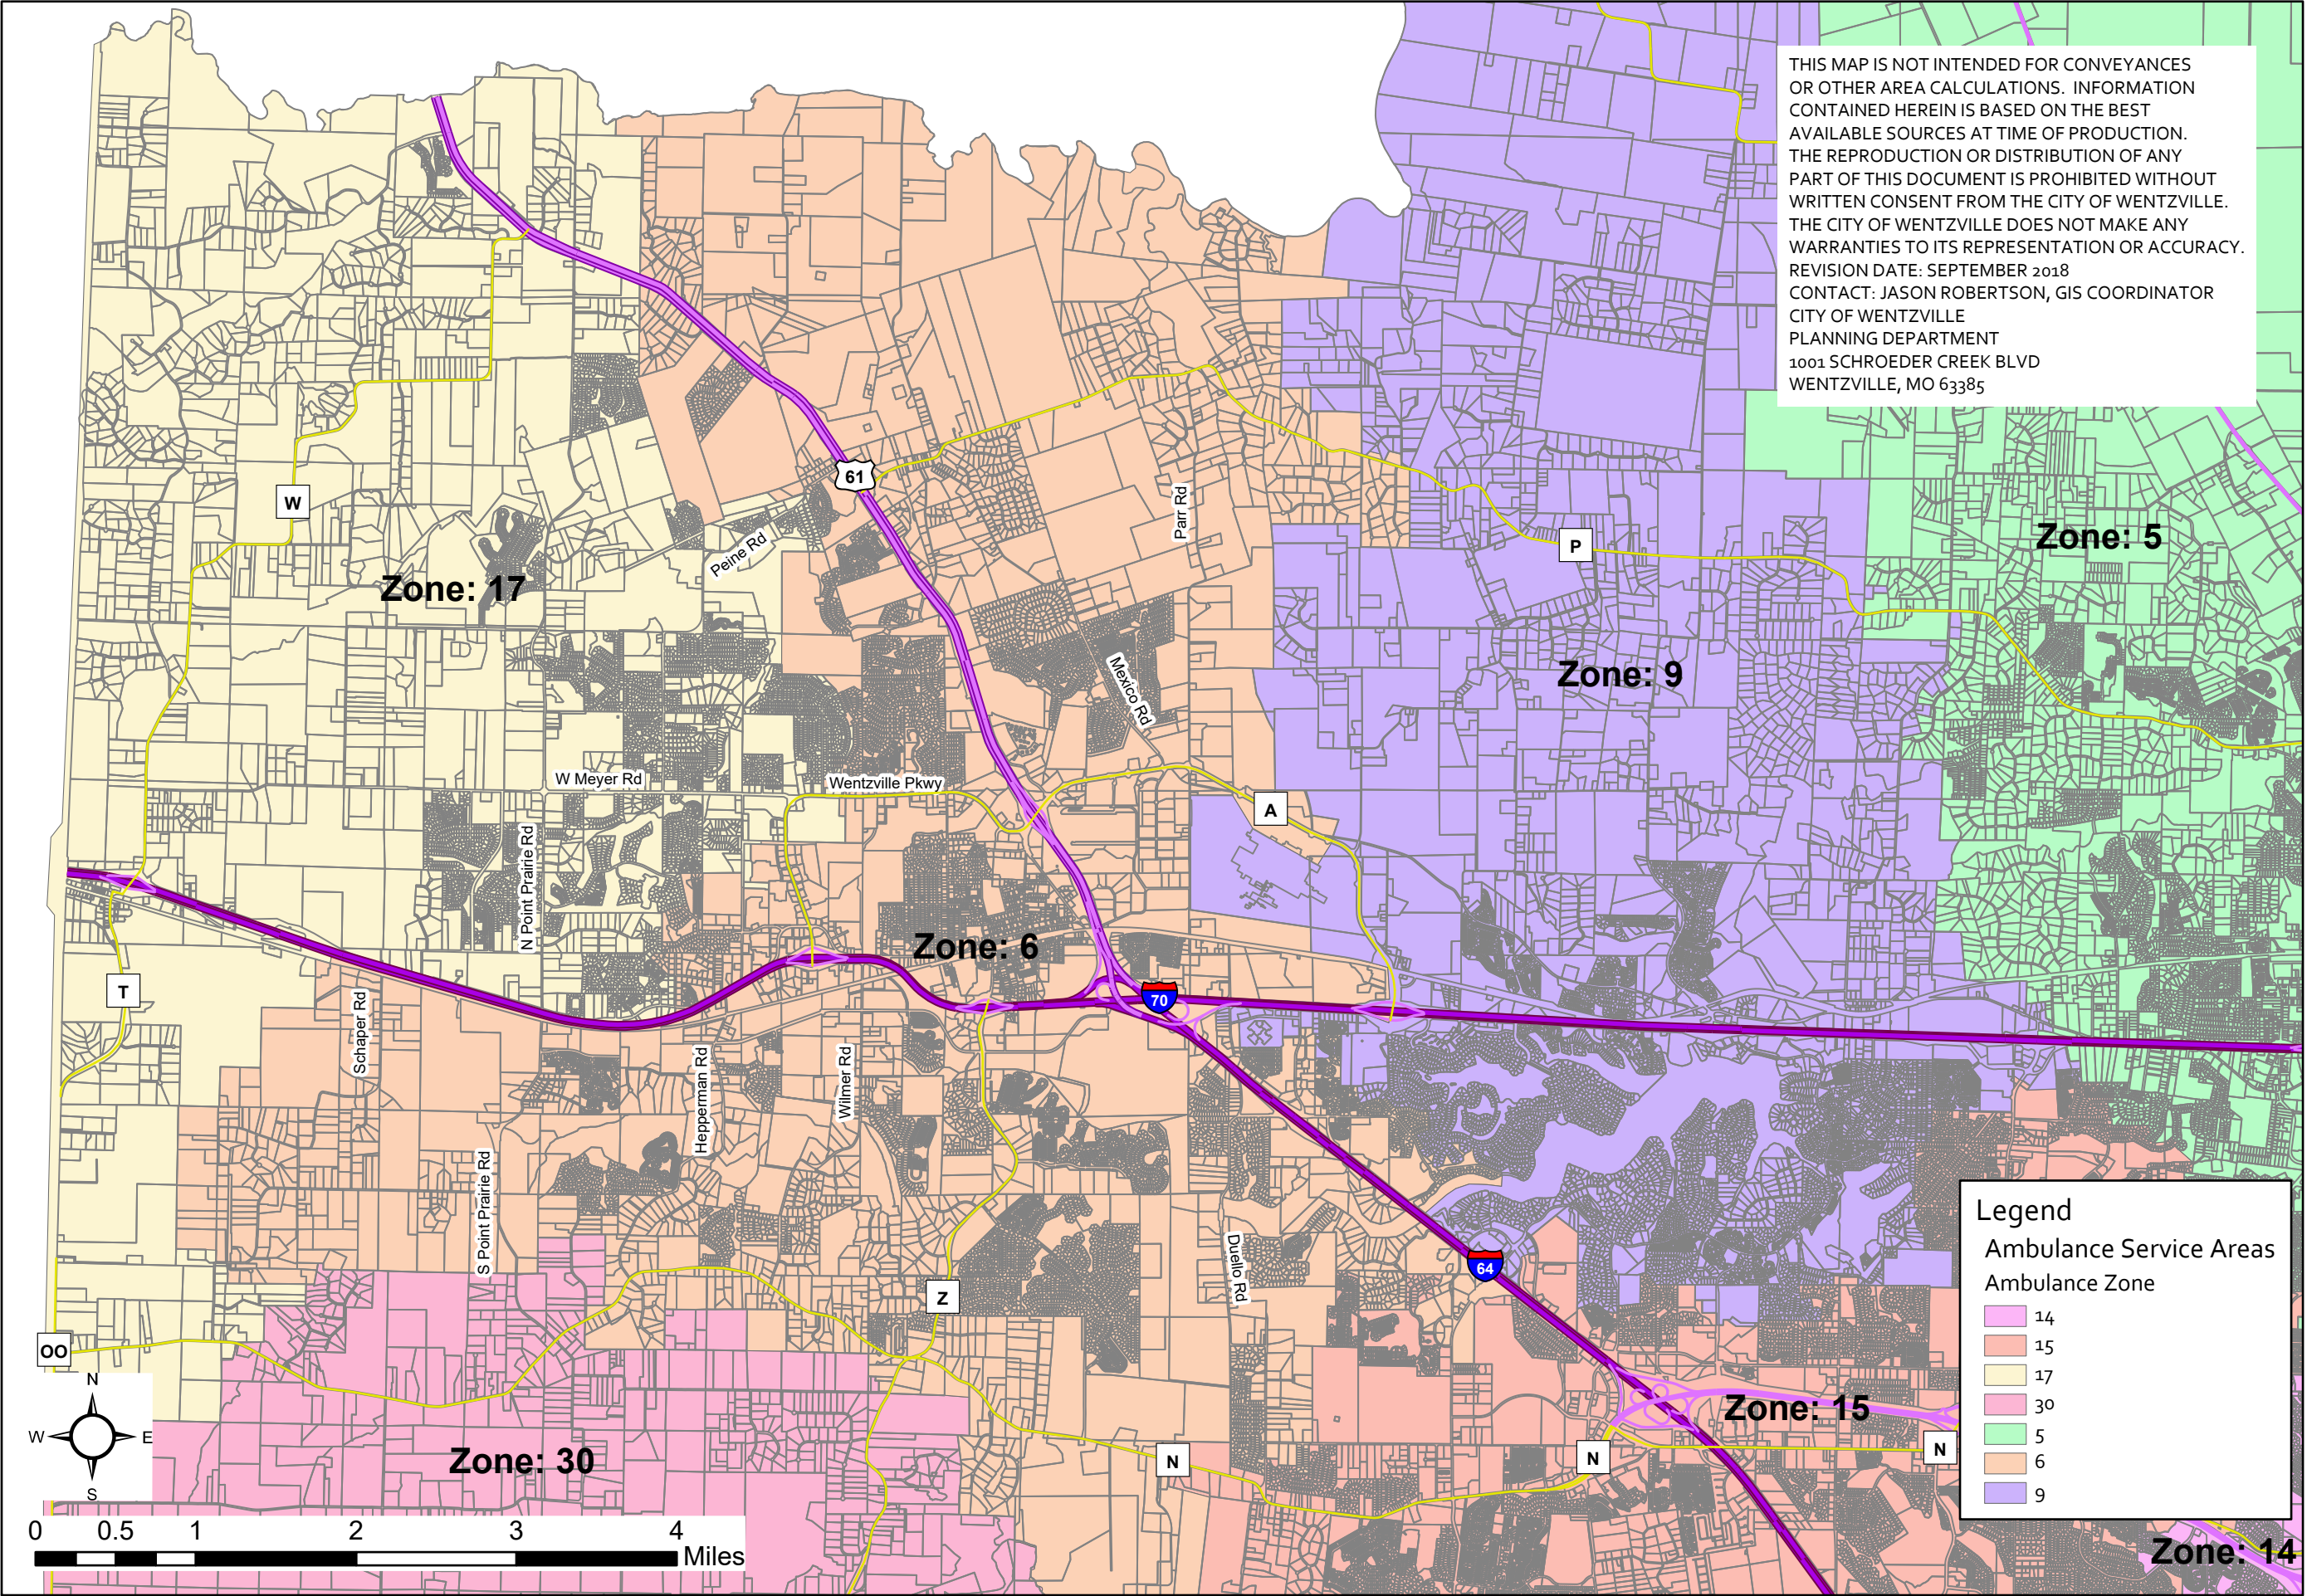 THIS MAP IS NOT INTENDED FOR CONVEYANCES
OR OTHER AREA CALCULATIONS. INFORMATION
CONTAINED HEREIN IS BASED ON THE BEST
AVAILABLE SOURCES AT TIME OF PRODUCTION.
THE REPRODUCTION OR DISTRIBUTION OF ANY
PART OF THIS DOCUMENT IS PROHIBITED WITHOUT
WRITTEN CONSENT FROM THE CITY OF WENTZVILLE.
THE CITY OF WENTZVILLE DOES NOT MAKE ANY
WARRANTIES TO ITS REPRESENTATION OR ACCURACY.
REVISION DATE: SEPTEMBER 2018
CONTACT: JASON ROBERTSON, GIS COORDINATOR
CITY OF WENTZVILLE
PLANNING DEPARTMENT
1001 SCHROEDER CREEK BLVD
WENTZVILLE, MO 63385
61
W
Parr Rd
Peine Rd
P
Zone: 5
Zone: 17
Zone: 9
Mexico Rd
W Meyer Rd
Wentzville Pkwy
A
N Point Prairie Rd
Zone: 6
T
70
Schaper Rd
Hepperman Rd
Wilmer Rd
S Point Prairie Rd
Duello Rd
64
Z
OO
Zone: 15
N
N
N
Zone: 30
Zone: 14
N
W
E
S
0 0.5 1 2 3 4
Miles
Legend
Ambulance Service Areas
Ambulance Zone
14
15
17
30
5
6
9